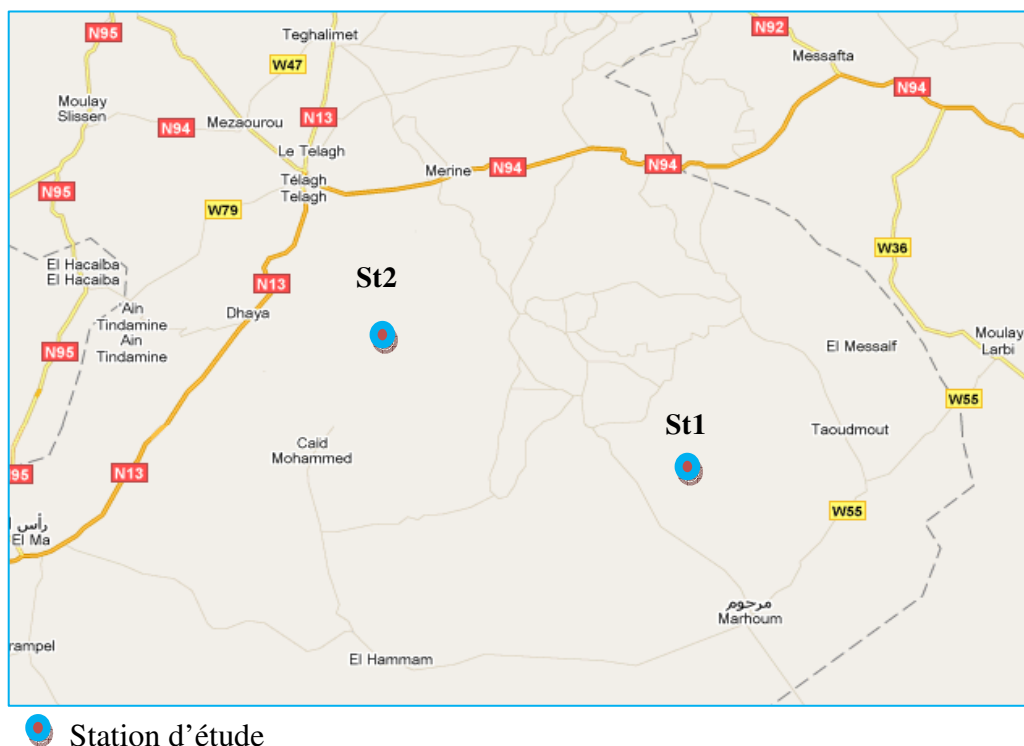 N95
Teghalimet
N92
Messafta
W47
N94
Moulay
Slissen
N94
Mezaourou
N13
Le Telagh
Merine
N94
N94
Télagh
Telagh
N95
W79
W36
El Hacaiba
El Hacaiba
St2
N13
Ain
Tindamine
Ain
Tindamine
Dhaya
N95
El Messaif
Moulay
Larbi
W55
St1
Taoudmout
Caïd
Mohammed
95
N13
W55
رأس
El Ma
مرحوم
Marhoum
rampel
El Hammam
Station d'étude